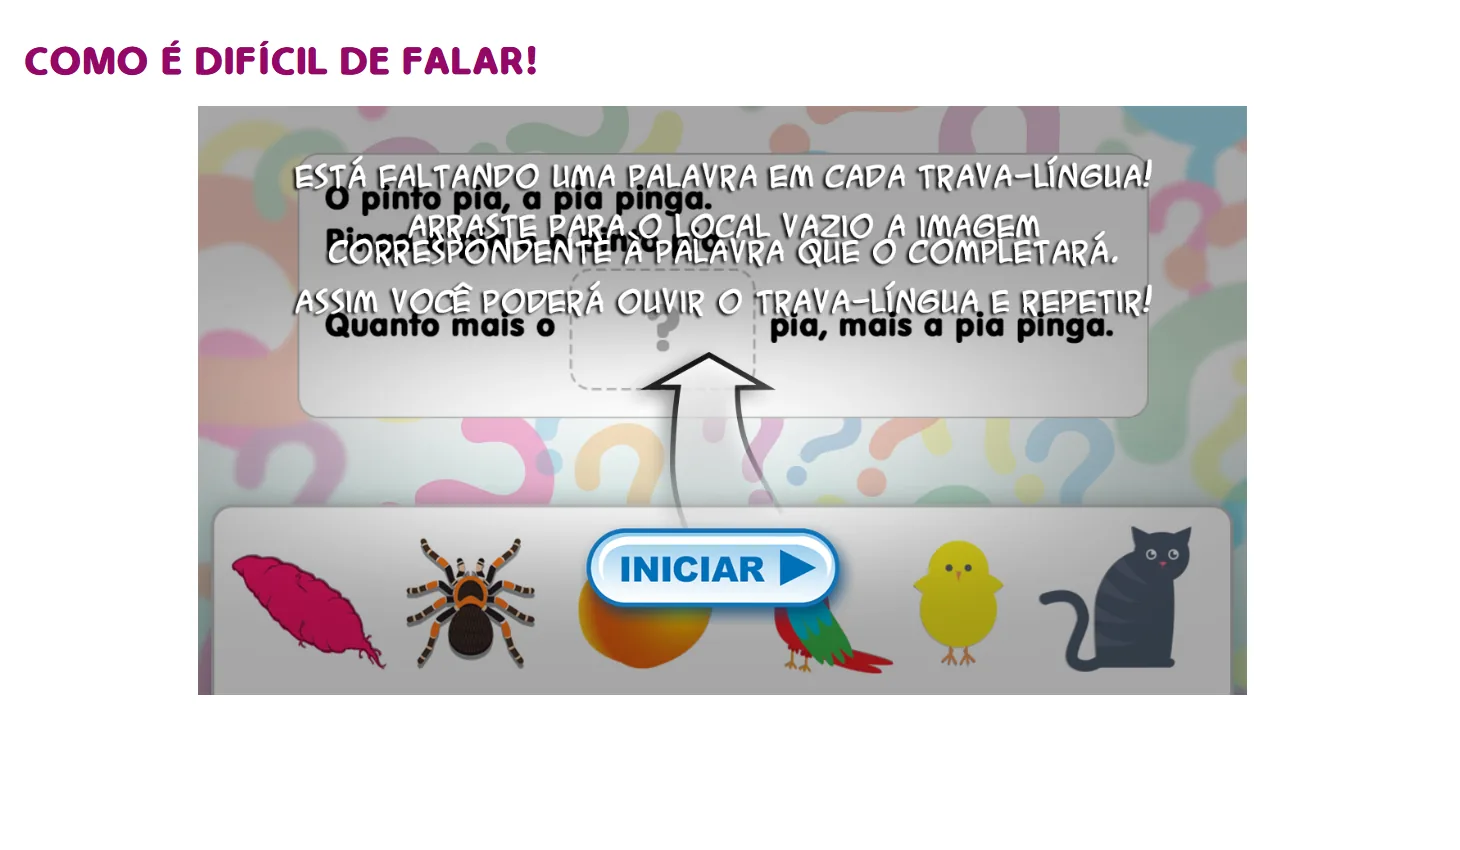 COMO É DIFÍCIL DE FALAR!
ESTÁ FALTANDO UMA PALAVRA EM CADA TRAVA-LÍNGUA!
O pinto pia, a pia pinga.
ARRASTE PARA O LOCAL VAZIO A IMAGEM
CORRESPONDENTE À PALAVRA QUE O COMPLETARÁ.
ASSIM VOCÊ PODERÁ OUVIR O TRAVA-LÍNGUA E REPETIR!
Quanto mais o ? pia, mais a pia pinga.
INICIAR